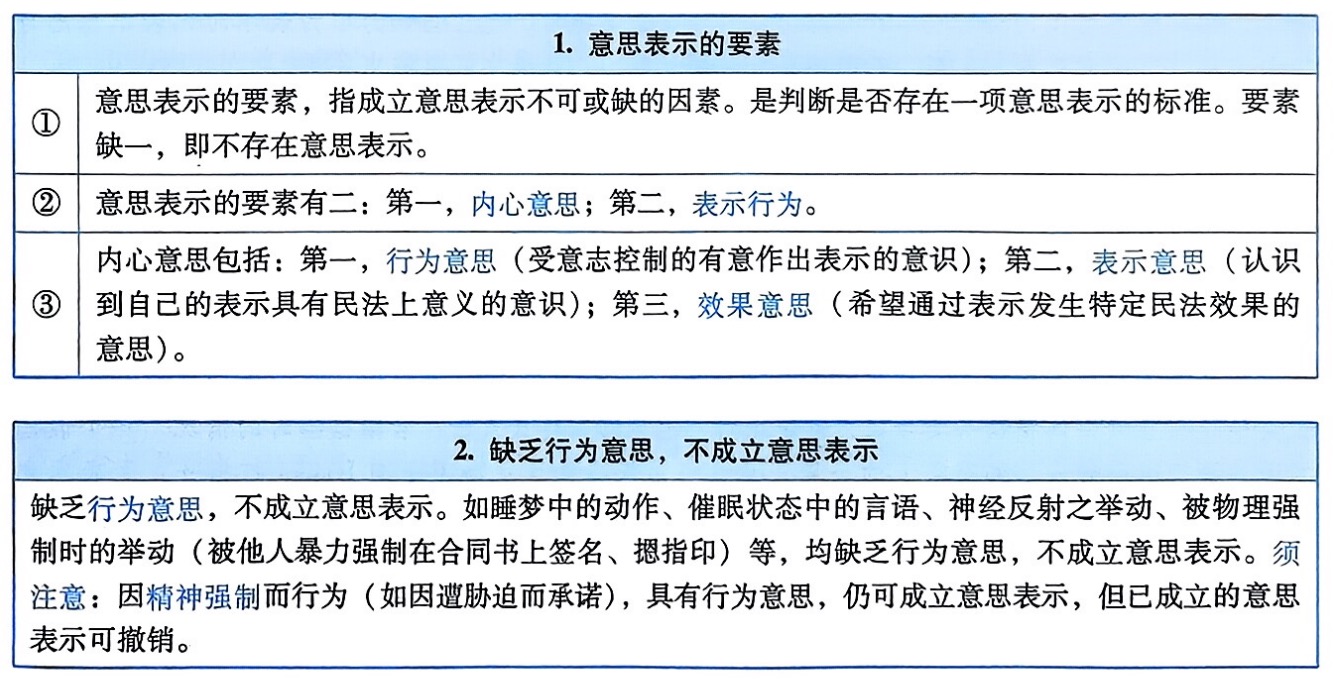 1. 意思表示的要素
① 意思表示的要素，指成立意思表示不可或缺的因素。是判断是否存在一项意思表示的标准。要素
缺一，即不存在意思表示。
② 意思表示的要素有二：第一，内心意思；第二，表示行为。
内心意思包括：第一，行为意思（受意志控制的有意作出表示的意识）；第二，表示意思（认识
③ 到自己的表示具有民法上意义的意识）；第三，效果意思（希望通过表示发生特定民法效果的
意思）。
2. 缺乏行为意思，不成立意思表示
缺乏行为意思，不成立意思表示。如睡梦中的动作、催眠状态中的言语、神经反射之举动、被物理强
制时的举动（被他人暴力强制在合同书上签名、摁指印）等，均缺乏行为意思，不成立意思表示。须
注意：因精神强制而行为（如因遭胁迫而承诺），具有行为意思，仍可成立意思表示，但已成立的意思
表示可撤销。